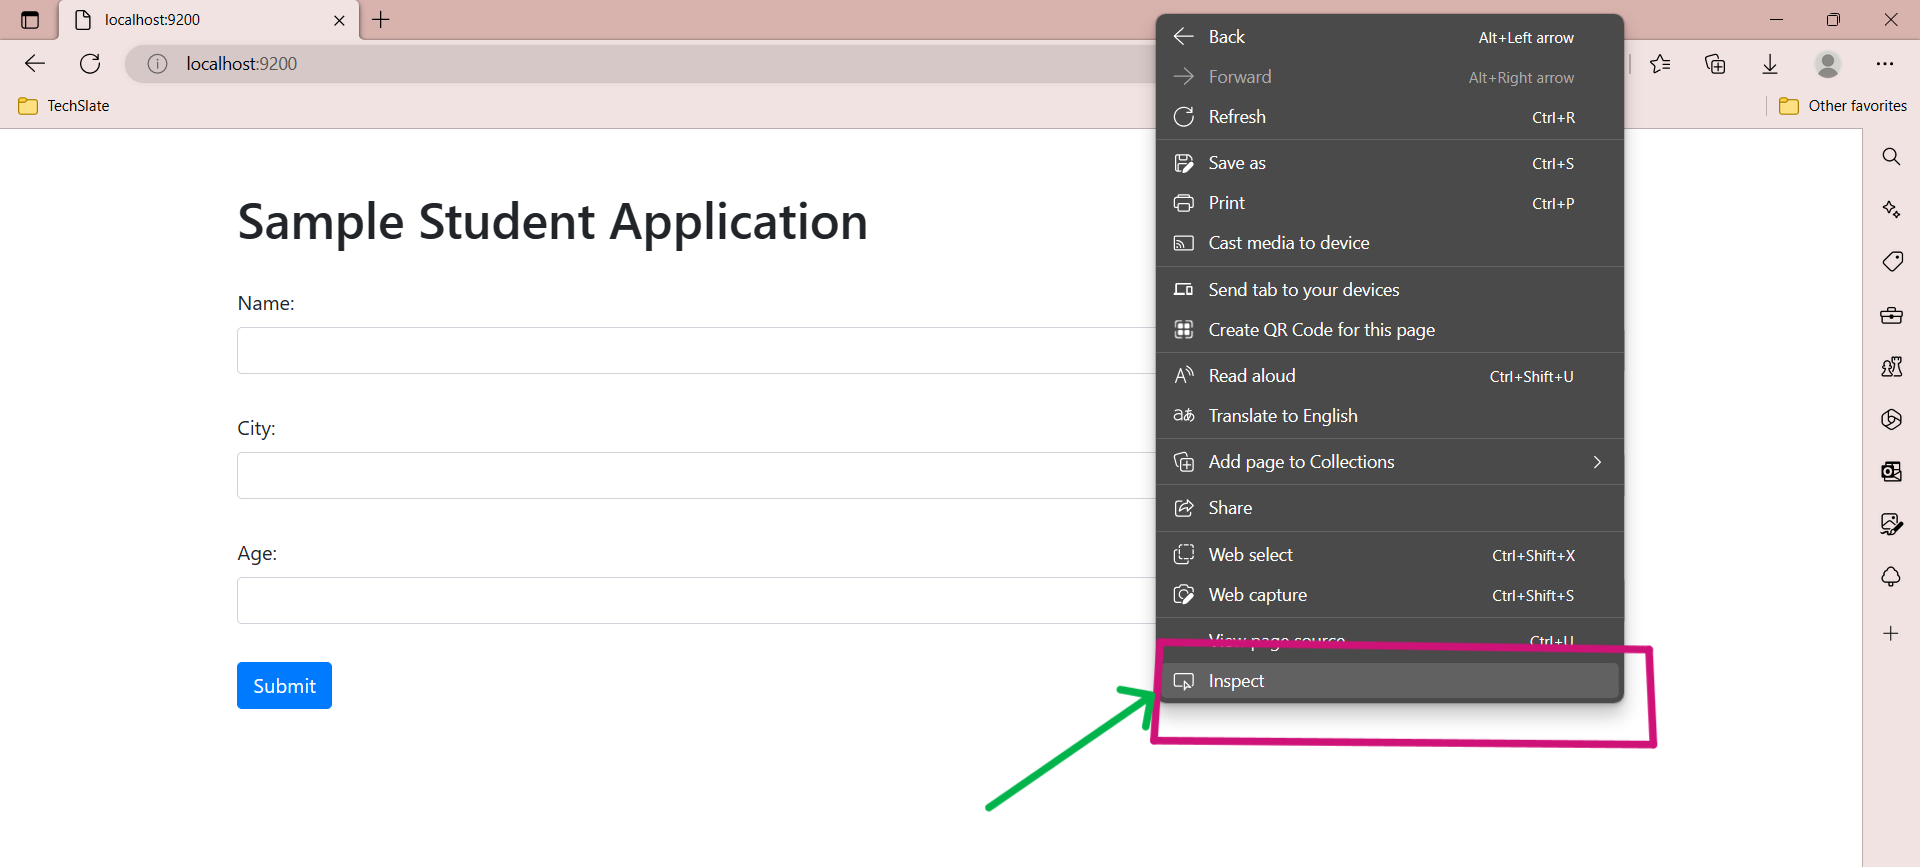 localhost:9200
localhost:9200
TechSlate
Other favorites
Sample Student Application
Name:
City:
Age:
Submit
Back Alt+Left arrow
Forward Alt+Right arrow
Refresh Ctrl+R
Save as Ctrl+S
Print Ctrl+P
Cast media to device
Send tab to your devices
Create QR Code for this page
Read aloud Ctrl+Shift+U
Translate to English
Add page to Collections
Share
Web select Ctrl+Shift+X
Web capture Ctrl+Shift+S
View page source Ctrl+U
Inspect